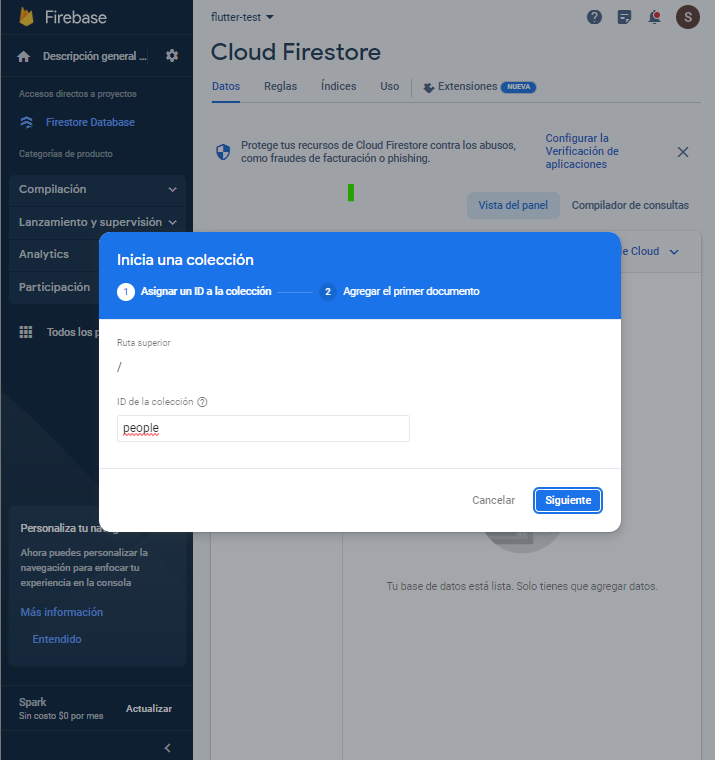 Firebase
flutter-test
S
Descripción general ...
Cloud Firestore
Accesos directos a proyectos
Datos
Reglas
Índices
Uso
Extensiones
NUEVA
Firestore Database
Categorías de producto
Protege tus recursos de Cloud Firestore contra los abusos,
como fraudes de facturación o phishing.
Configurar la
Verificación de
aplicaciones
Compilación
Vista del panel
Compilador de consultas
Lanzamiento y supervisión
Analytics
Participación
Todos los p
e Cloud
Inicia una colección
1 Asignar un ID a la colección
2 Agregar el primer documento
Ruta superior
/
ID de la colección
people
Cancelar
Siguiente
Personaliza tu na
Ahora puedes personalizar la
navegación para enfocar tu
experiencia en la consola
Más información
Entendido
Tu base de datos está lista. Solo tienes que agregar datos.
Spark
Sin costo $0 por mes
Actualizar